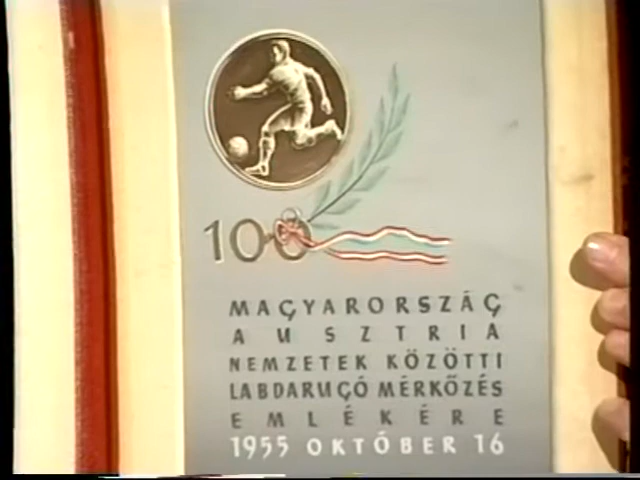 100
MAGYARORSZÁG
AUSZTRIA
NEMZETEK KÖZÖTTI
LABDARUGÓ MÉRKŐZÉS
EMLÉKÉRE
1955 OKTÓBER 16